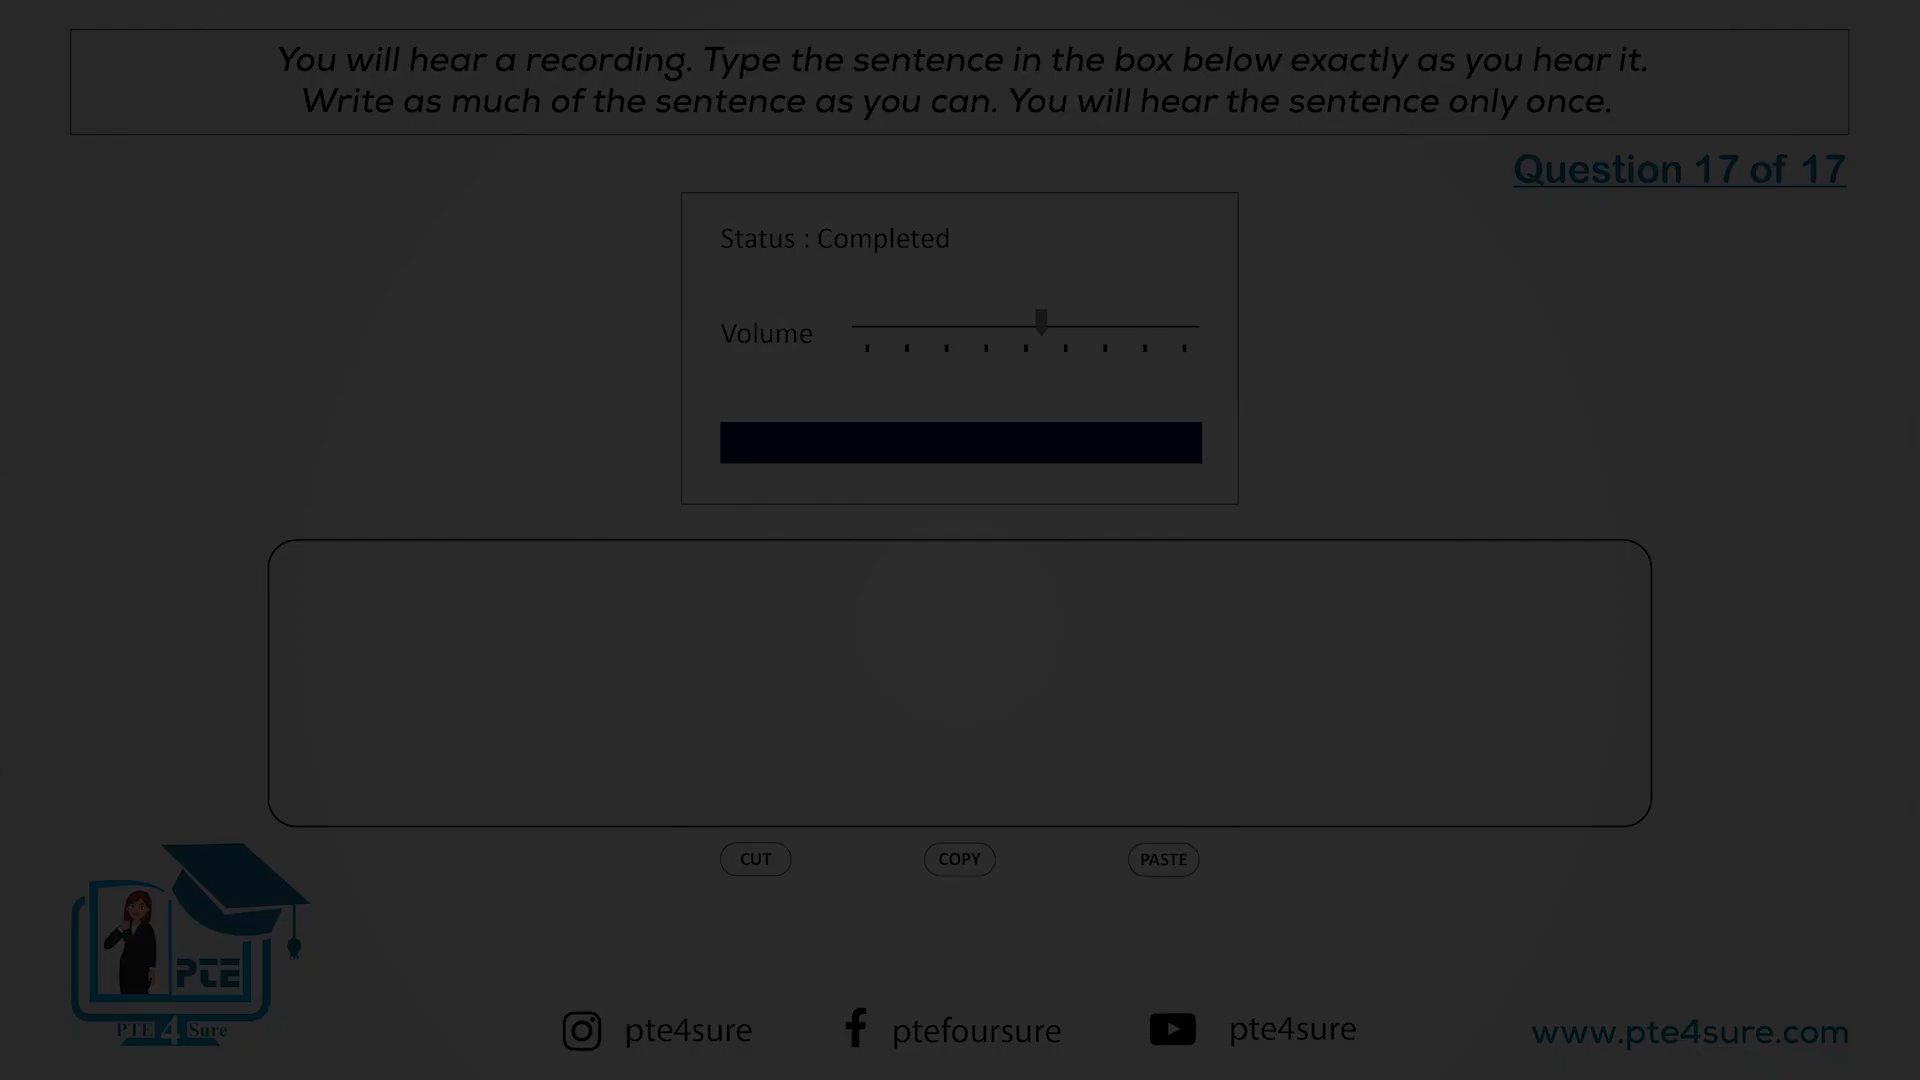 You will hear a recording. Type the sentence in the box below exactly as you hear it.
Write as much of the sentence as you can. You will hear the sentence only once.
Question 17 of 17
Status : Completed
Volume
CUT
COPY
PASTE
PTE
PTE 4 Sure
pte4sure
ptefoursure
pte4sure
www.pte4sure.com